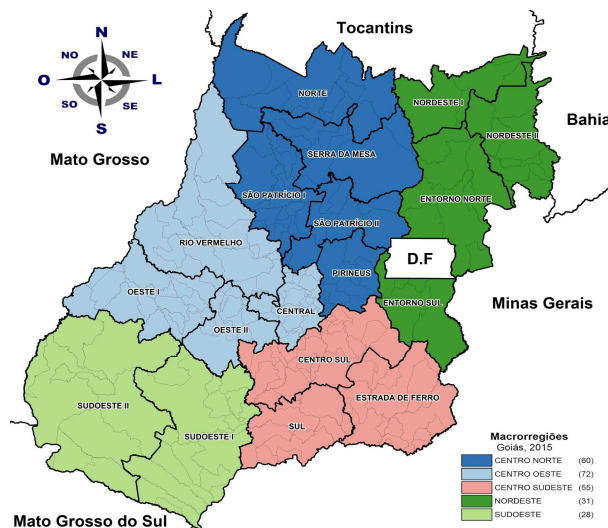 Tocantins
N
NO
NE
O
L
SO
SE
S
NORTE
NORDESTE I
Bahia
NORDESTE II
Mato Grosso
SERRA DA MESA
SÃO PATRÍCIO I
ENTORNO NORTE
SÃO PATRÍCIO II
RIO VERMELHO
D.F
PIRINEUS
OESTE I
CENTRAL
ENTORNO SUL
Minas Gerais
OESTE II
CENTRO SUL
SUDOESTE II
ESTRADA DE FERRO
SUL
SUDOESTE I
Mato Grosso do Sul
Macrorregiões
Goiás, 2015
CENTRO NORTE (60)
CENTRO OESTE (72)
CENTRO SUDESTE (55)
NORDESTE (31)
SUDOESTE (28)